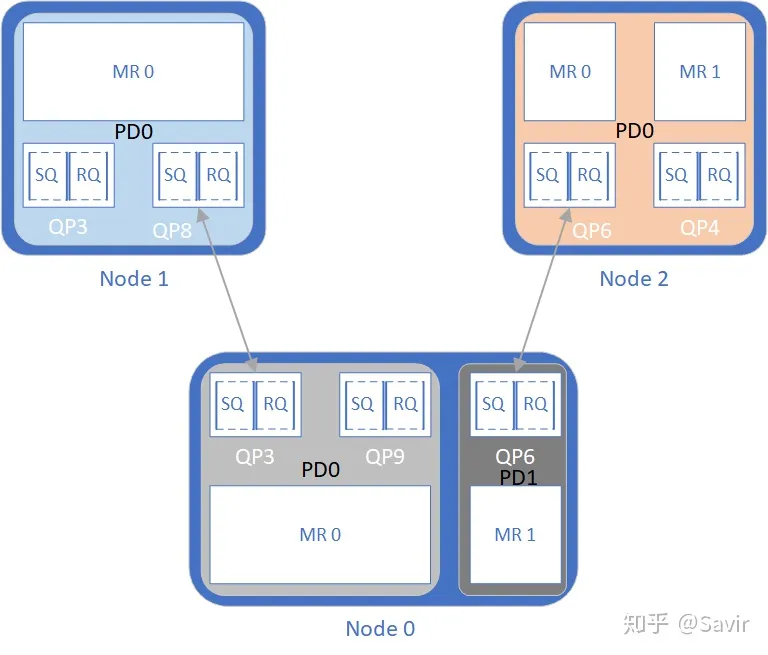 MR 0
PD0
SQ RQ SQ RQ
QP3 QP8
Node 1
MR 0 MR 1
PD0
SQ RQ SQ RQ
QP6 QP4
Node 2
SQ RQ SQ RQ
QP3 QP9
PD0
MR 0
SQ RQ
QP6
PD1
MR 1
Node 0
知乎 @Savir